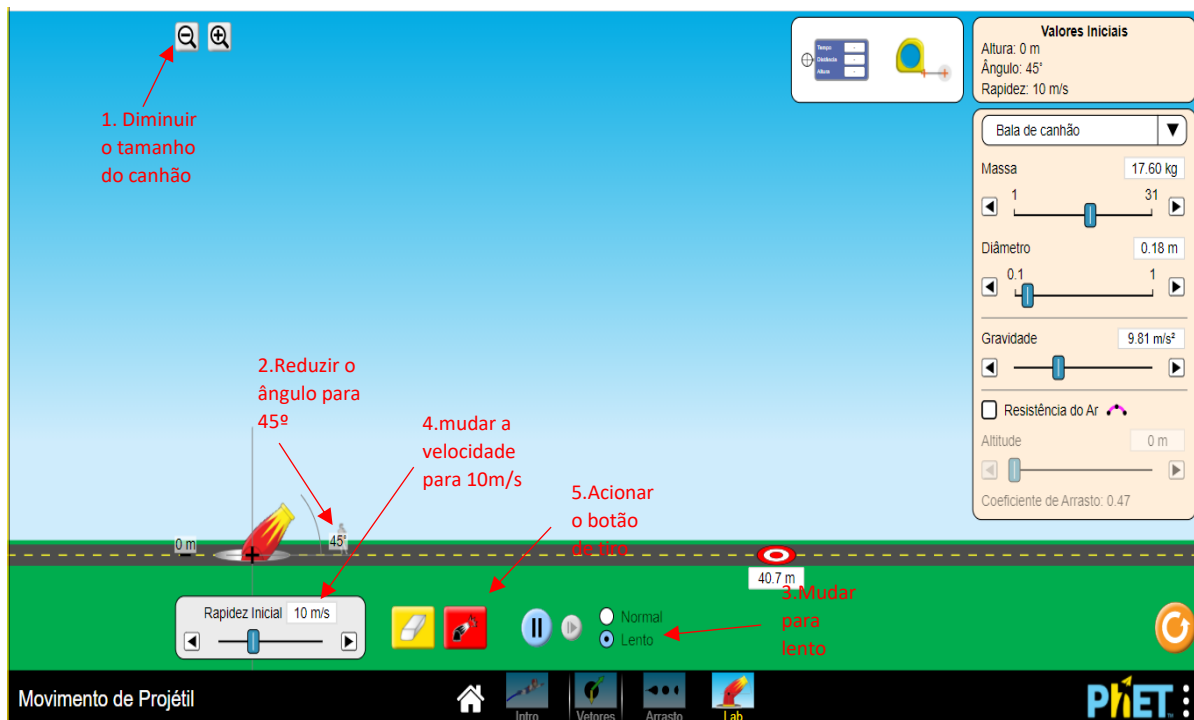 1. Diminuir
o tamanho
do canhão
Tempo
-
Distância
-
Altura
-
Valores Iniciais
Altura: 0 m
Ângulo: 45°
Rapidez: 10 m/s
Bala de canhão
Massa
17.60 kg
1
31
Diâmetro
0.18 m
0.1
1
Gravidade
9.81 m/s²
Resistência do Ar
Altitude
0 m
Coeficiente de Arrasto: 0.47
2.Reduzir o
ângulo para
45º
4.mudar a
velocidade
para 10m/s
5.Acionar
o botão
de tiro
0 m
45°
40.7 m
3.Mudar
para
lento
Rapidez Inicial 10 m/s
Normal
Lento
Movimento de Projétil
Intro
Vetores
Arrasto
Lab
PhET